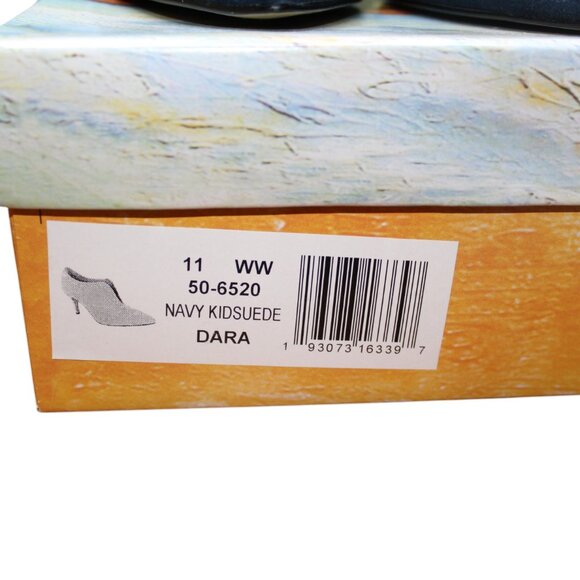 11 WW
50-6520
NAVY KIDSUEDE
DARA
1 93073 16339 7